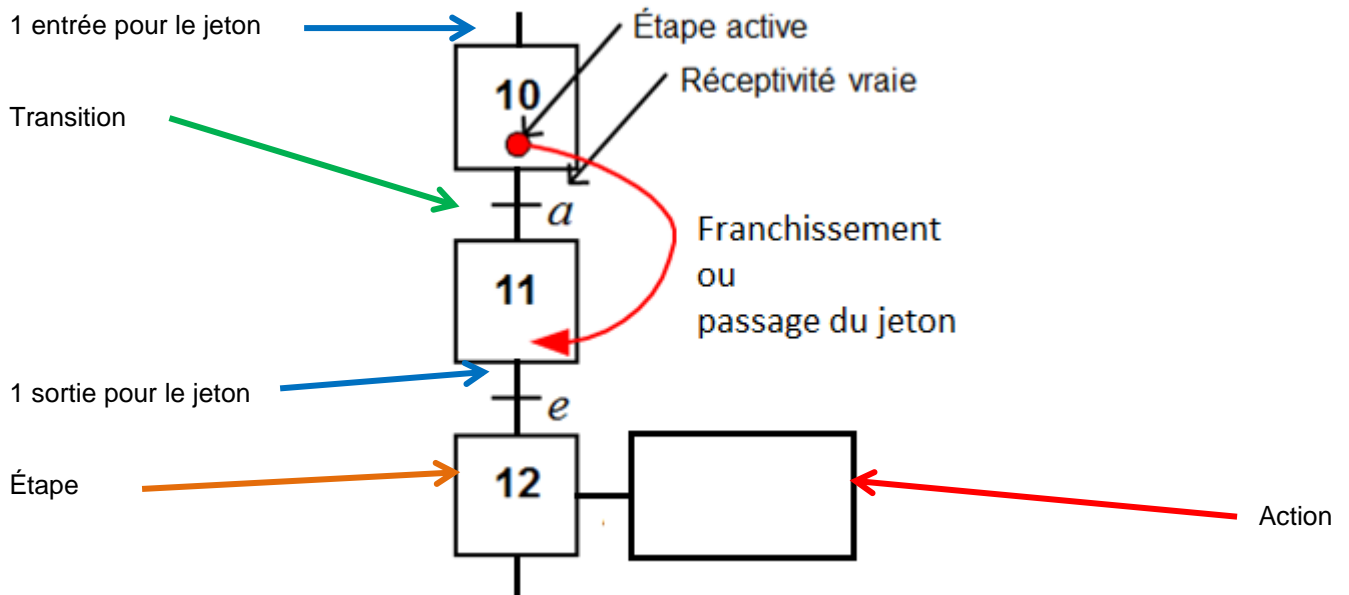 1 entrée pour le jeton
Étape active
Réceptivité vraie
10
Transition
a
Franchissement
ou
passage du jeton
11
1 sortie pour le jeton
e
Étape
12
Action